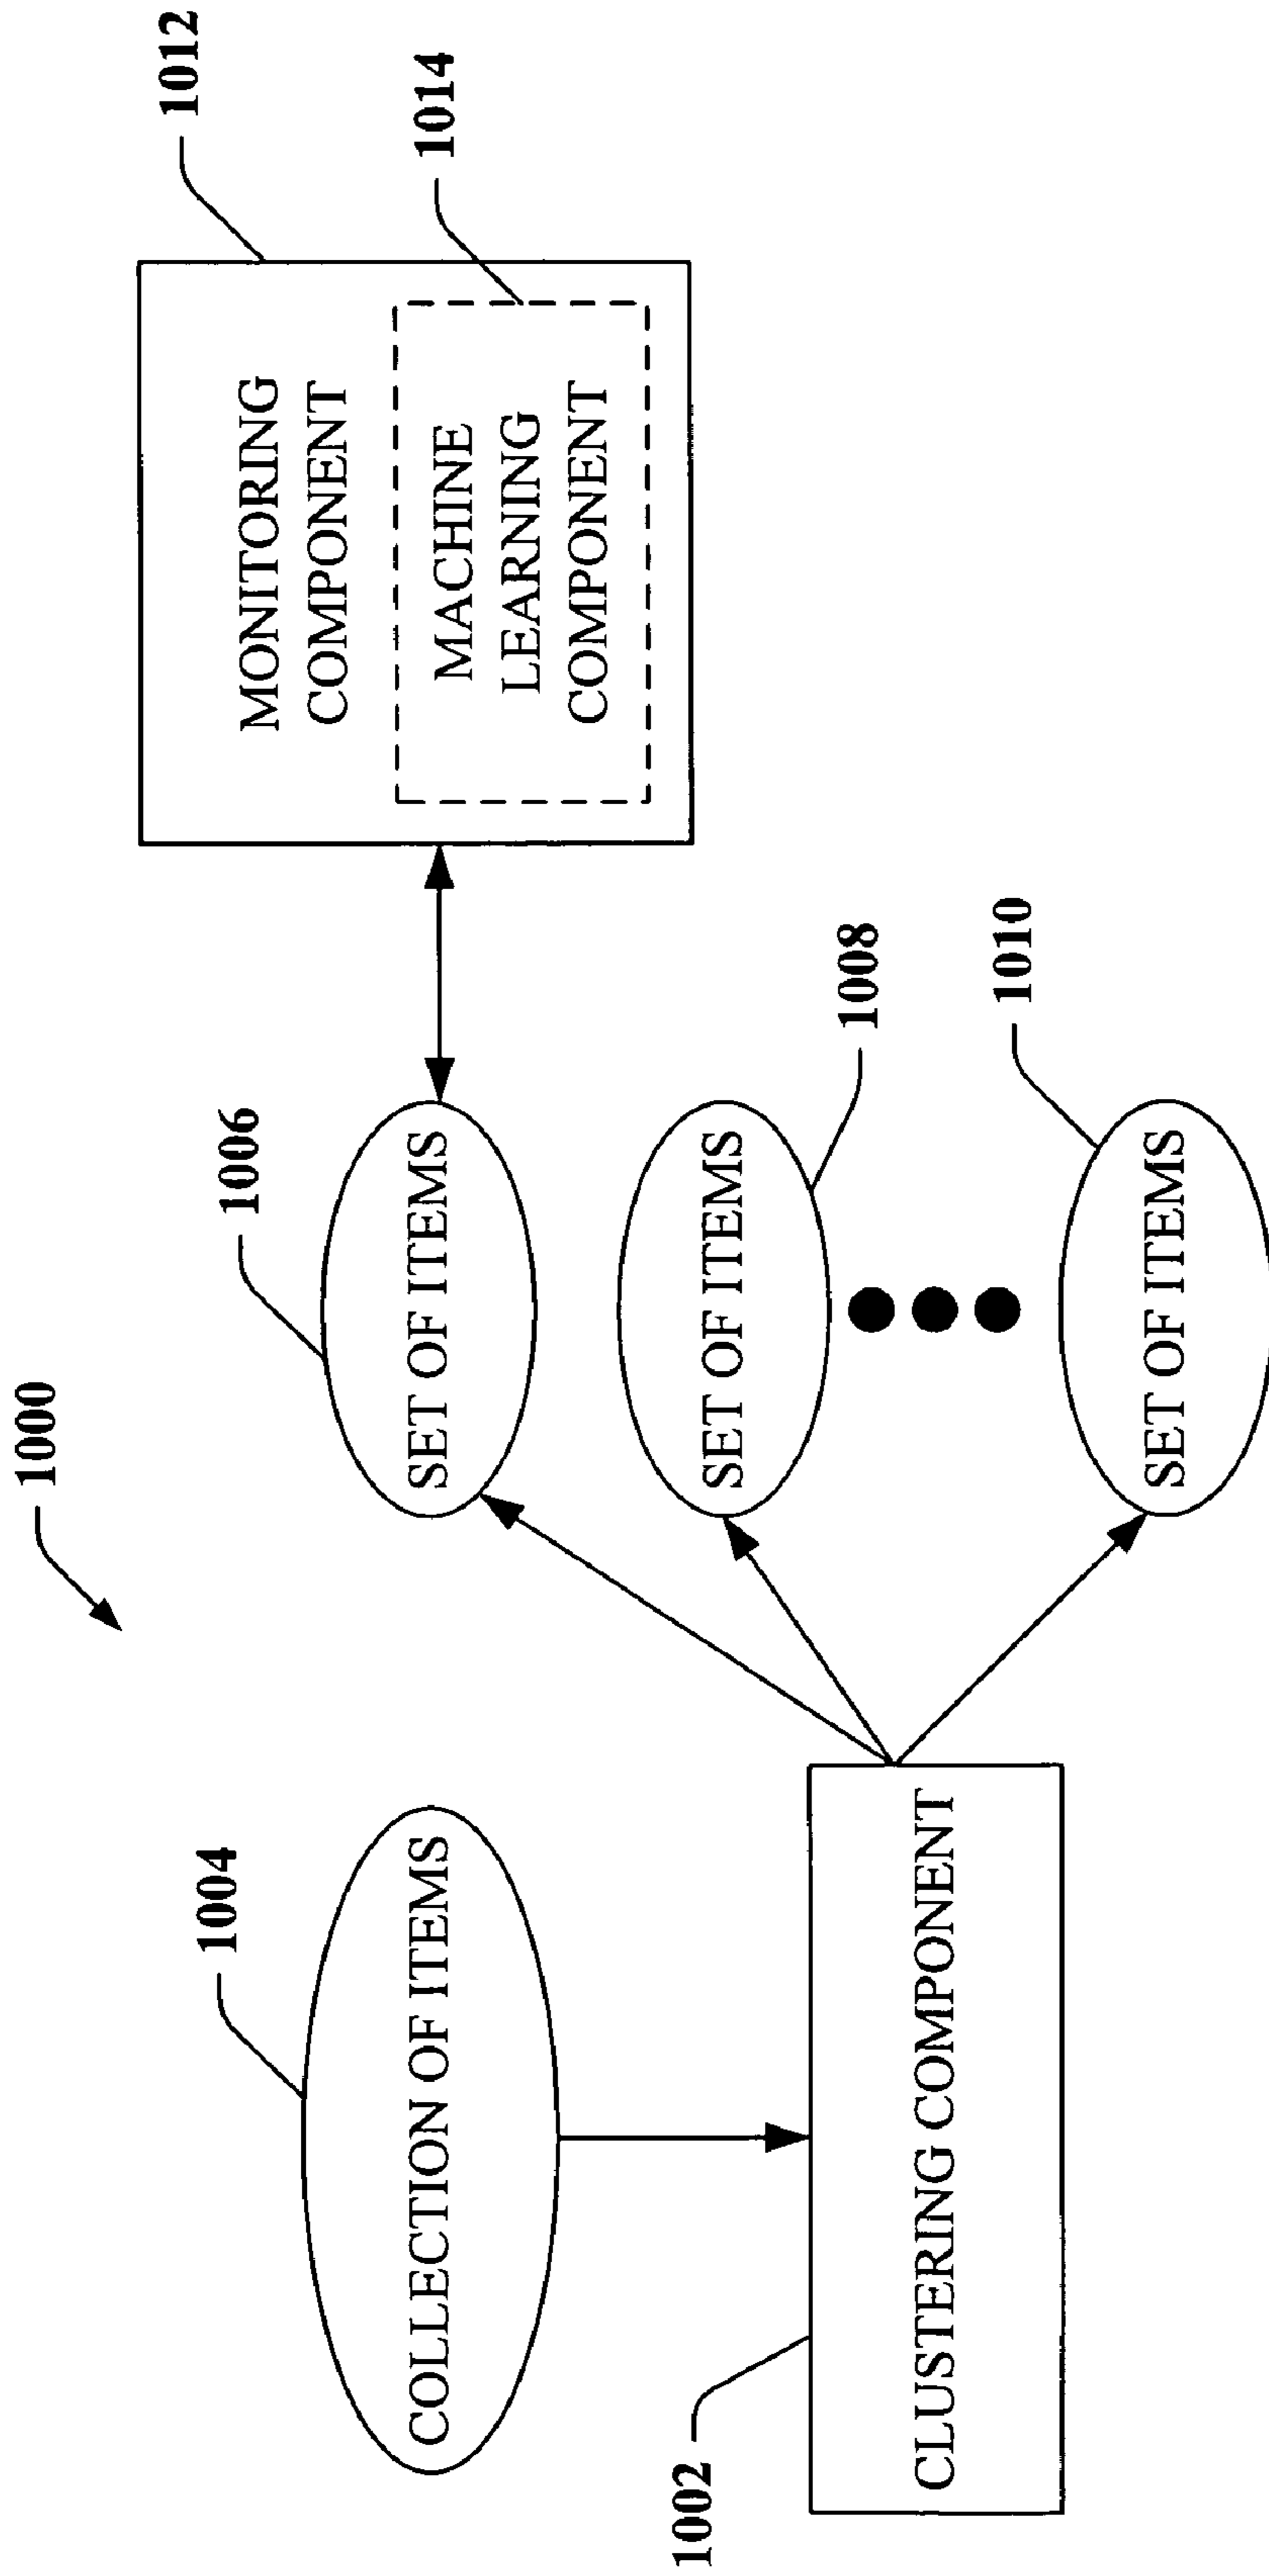 1000
1004
COLLECTION OF ITEMS
1002
CLUSTERING COMPONENT
1006
SET OF ITEMS
SET OF ITEMS
1008
SET OF ITEMS
1010
1012
MONITORING
COMPONENT
1014
MACHINE
LEARNING
COMPONENT